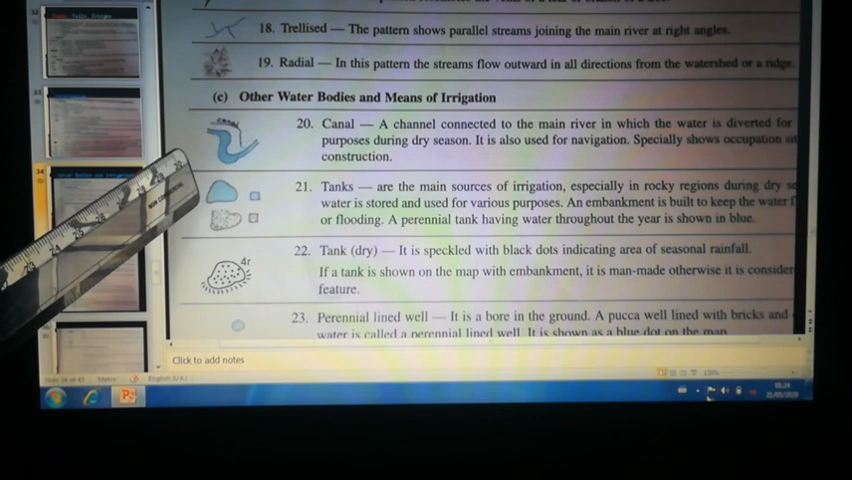 18. Trellised — The pattern shows parallel streams joining the main river at right angles.
19. Radial — In this pattern the streams flow outward in all directions from the watershed or a ridge.
(c) Other Water Bodies and Means of Irrigation
Canal
20. Canal — A channel connected to the main river in which the water is diverted for
purposes during dry season. It is also used for navigation. Specially shows occupation
construction.
21. Tanks — are the main sources of irrigation, especially in rocky regions during dry
water is stored and used for various purposes. An embankment is built to keep the water
or flooding. A perennial tank having water throughout the year is shown in blue.
4r
22. Tank (dry) — It is speckled with black dots indicating area of seasonal rainfall.
If a tank is shown on the map with embankment, it is man-made otherwise it is consider
feature.
23. Perennial lined well — It is a bore in the ground. A pucca well lined with bricks and
water is called a perennial lined well. It is shown as a blue dot on the map
Click to add notes